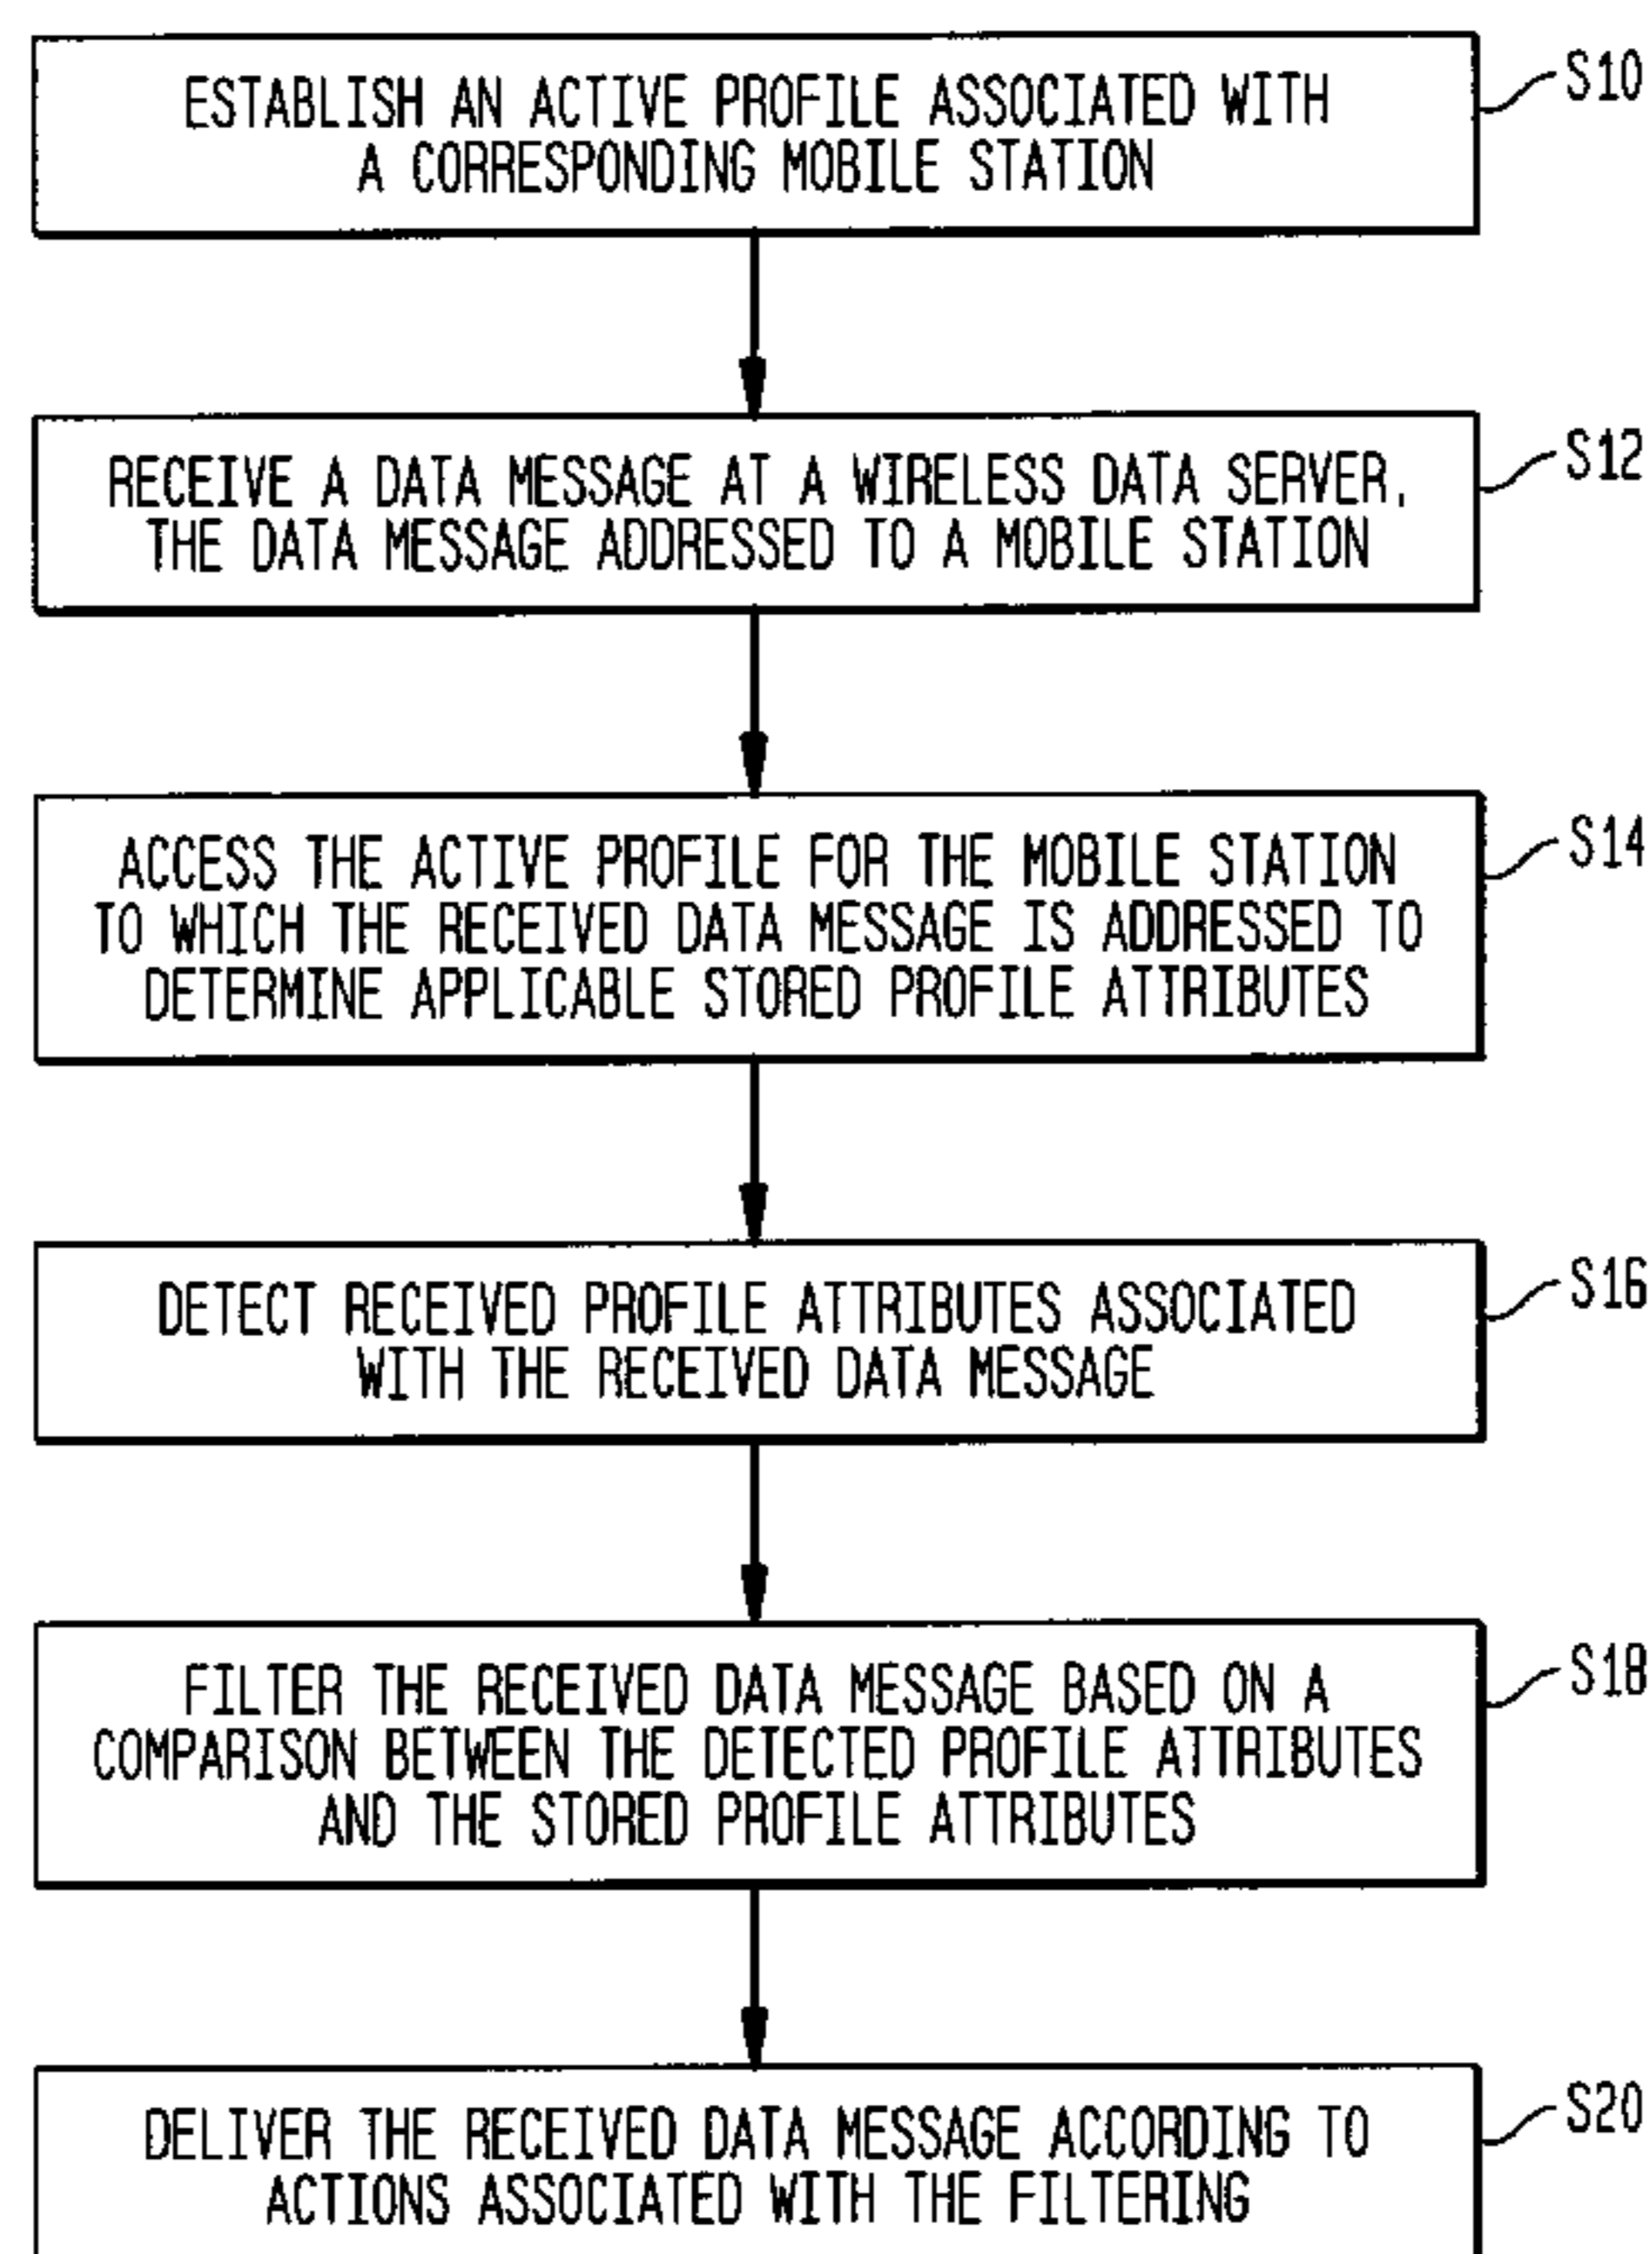 ESTABLISH AN ACTIVE PROFILE ASSOCIATED WITH
A CORRESPONDING MOBILE STATION
S10
RECEIVE A DATA MESSAGE AT A WIRELESS DATA SERVER,
THE DATA MESSAGE ADDRESSED TO A MOBILE STATION
S12
ACCESS THE ACTIVE PROFILE FOR THE MOBILE STATION
TO WHICH THE RECEIVED DATA MESSAGE IS ADDRESSED TO
DETERMINE APPLICABLE STORED PROFILE ATTRIBUTES
S14
DETECT RECEIVED PROFILE ATTRIBUTES ASSOCIATED
WITH THE RECEIVED DATA MESSAGE
S16
FILTER THE RECEIVED DATA MESSAGE BASED ON A
COMPARISON BETWEEN THE DETECTED PROFILE ATTRIBUTES
AND THE STORED PROFILE ATTRIBUTES
S18
DELIVER THE RECEIVED DATA MESSAGE ACCORDING TO
ACTIONS ASSOCIATED WITH THE FILTERING
S20